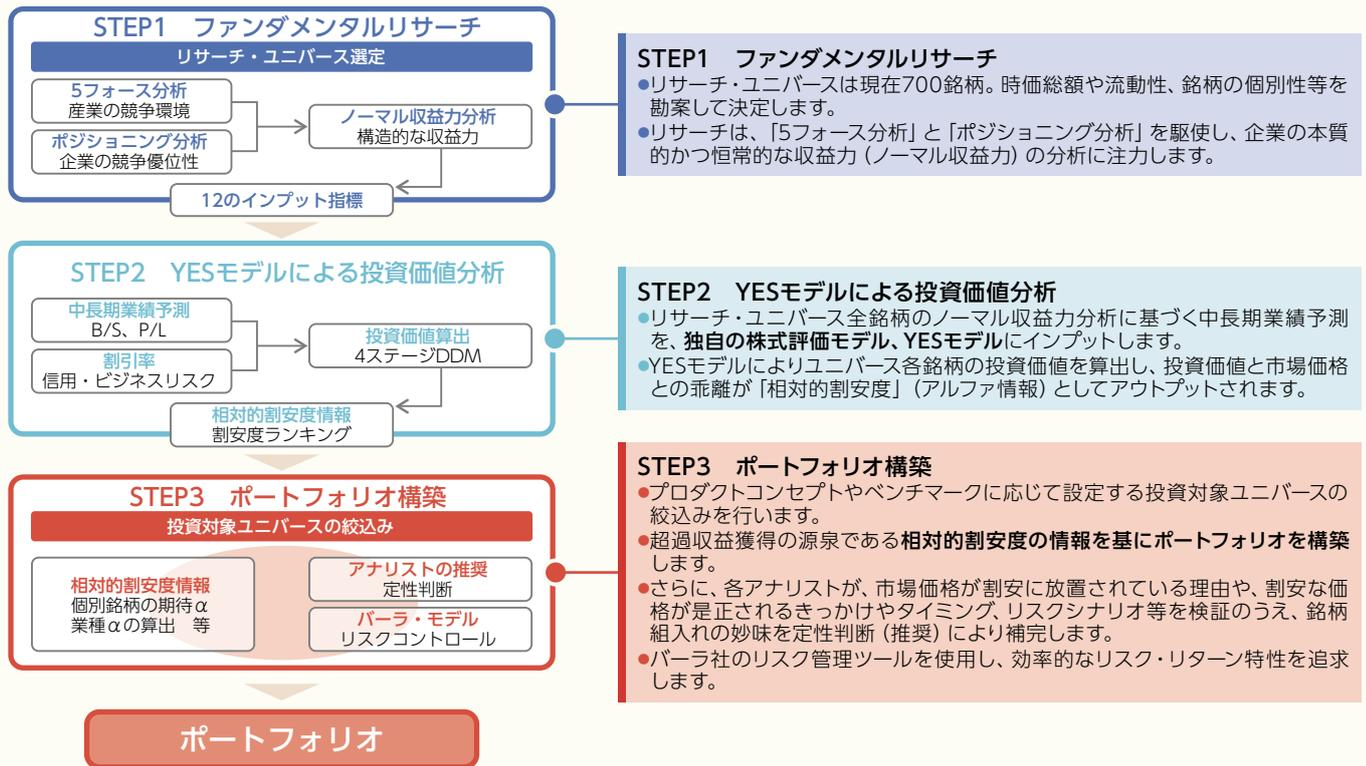 STEP1　ファンダメンタルリサーチ
リサーチ・ユニバース選定
5フォース分析
産業の競争環境
ポジショニング分析
企業の競争優位性
ノーマル収益力分析
構造的な収益力
12のインプット指標
STEP1　ファンダメンタルリサーチ
●リサーチ・ユニバースは現在700銘柄。時価総額や流動性、銘柄の個別性等を
勘案して決定します。
●リサーチは、「5フォース分析」と「ポジショニング分析」を駆使し、企業の本質
的かつ恒常的な収益力（ノーマル収益力）の分析に注力します。
STEP2　YESモデルによる投資価値分析
中長期業績予測
B/S、P/L
割引率
信用・ビジネスリスク
投資価値算出
4ステージDDM
相対的割安度情報
割安度ランキング
STEP2　YESモデルによる投資価値分析
●リサーチ・ユニバース全銘柄のノーマル収益力分析に基づく中長期業績予測
を、独自の株式評価モデル、YESモデルにインプットします。
●YESモデルによりユニバース各銘柄の投資価値を算出し、投資価値と市場価格
との乖離が「相対的割安度」（アルファ情報）としてアウトプットされます。
STEP3　ポートフォリオ構築
投資対象ユニバースの絞込み
相対的割安度情報
個別銘柄の期待α
業種αの算出　等
アナリストの推奨
定性判断
バーラ・モデル
リスクコントロール
STEP3　ポートフォリオ構築
●プロダクトコンセプトやベンチマークに応じて設定する投資対象ユニバースの
絞込みを行います。
●超過収益獲得の源泉である相対的割安度の情報を基にポートフォリオを構築
します。
●さらに、各アナリストが、市場価格が割安に放置されている理由や、割安な価
格が是正されるきっかけやタイミング、リスクシナリオ等を検証のうえ、銘柄
組入れの妙味を定性判断（推奨）により補完します。
●バーラ社のリスク管理ツールを使用し、効率的なリスク・リターン特性を追求
します。
ポートフォリオ